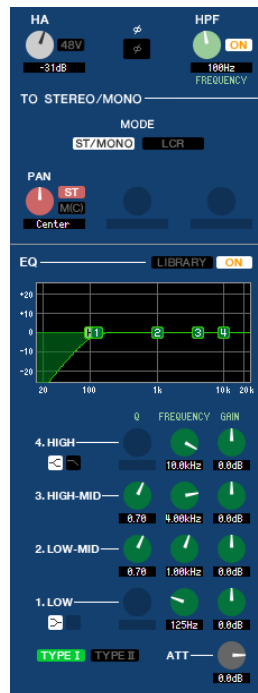 HA ø HPF
48V ø ON
-31dB 100Hz
FREQUENCY
TO STEREO/MONO
MODE
ST/MONO LCR
PAN
ST
M(C)
Center
EQ LIBRARY ON
+20
+10
0 H 1 2 3 4
-10
-20
20 100 1k 10k 20k
Q FREQUENCY GAIN
4. HIGH
10.0kHz 0.0dB
3. HIGH-MID
0.70 4.00kHz 0.0dB
2. LOW-MID
0.70 1.00kHz 0.0dB
1. LOW
125Hz 0.0dB
TYPE I TYPE II ATT
0.0dB